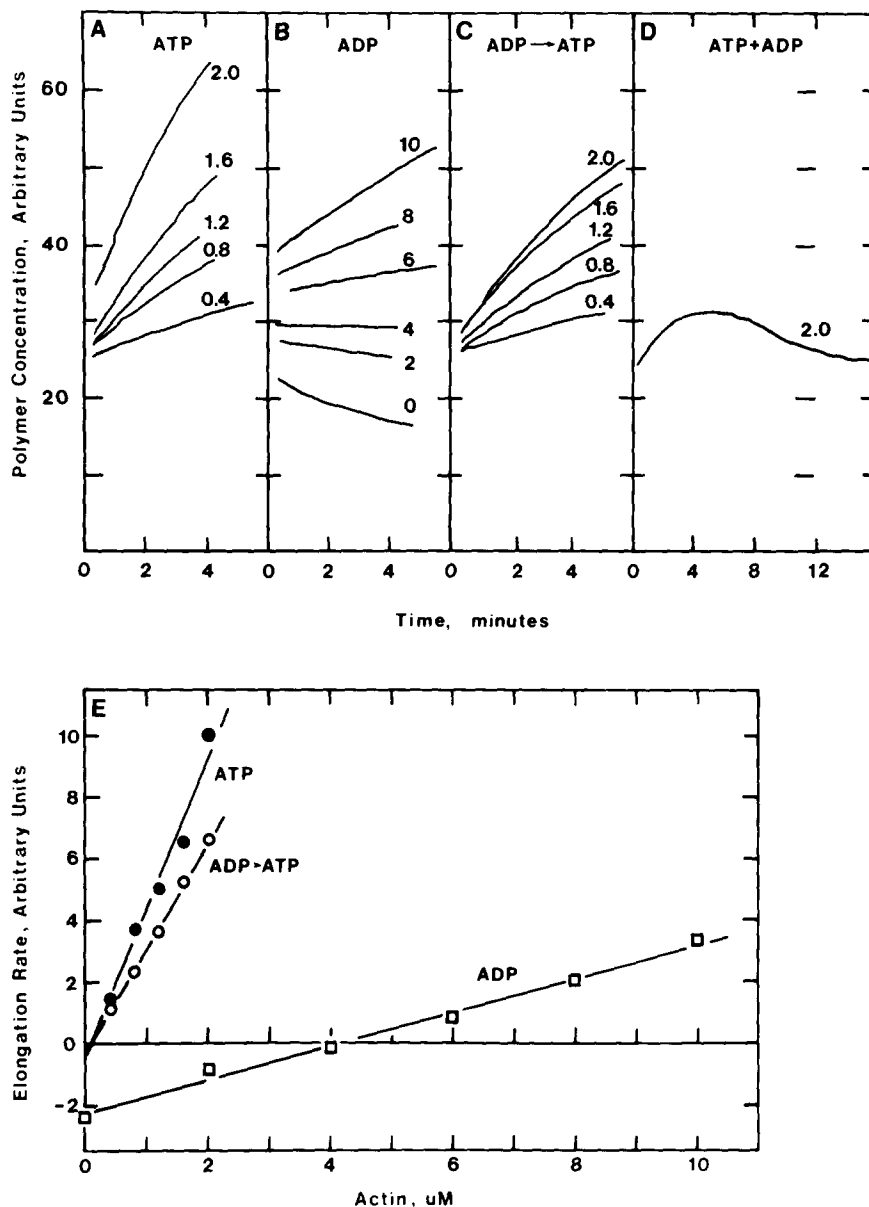 A ATP
2.0
1.6
1.2
0.8
0.4
B ADP
10
8
6
4
2
0
C ADP→ATP
2.0
1.6
1.2
0.8
0.4
D ATP+ADP
2.0
Polymer Concentration, Arbitrary Units
60
40
20
0 2 4 0 2 4 0 2 4 0 4 8 12
Time, minutes
E
ATP
ADP>ATP
ADP
Elongation Rate, Arbitrary Units
10
8
6
4
2
0
-2
0 2 4 6 8 10
Actin, uM